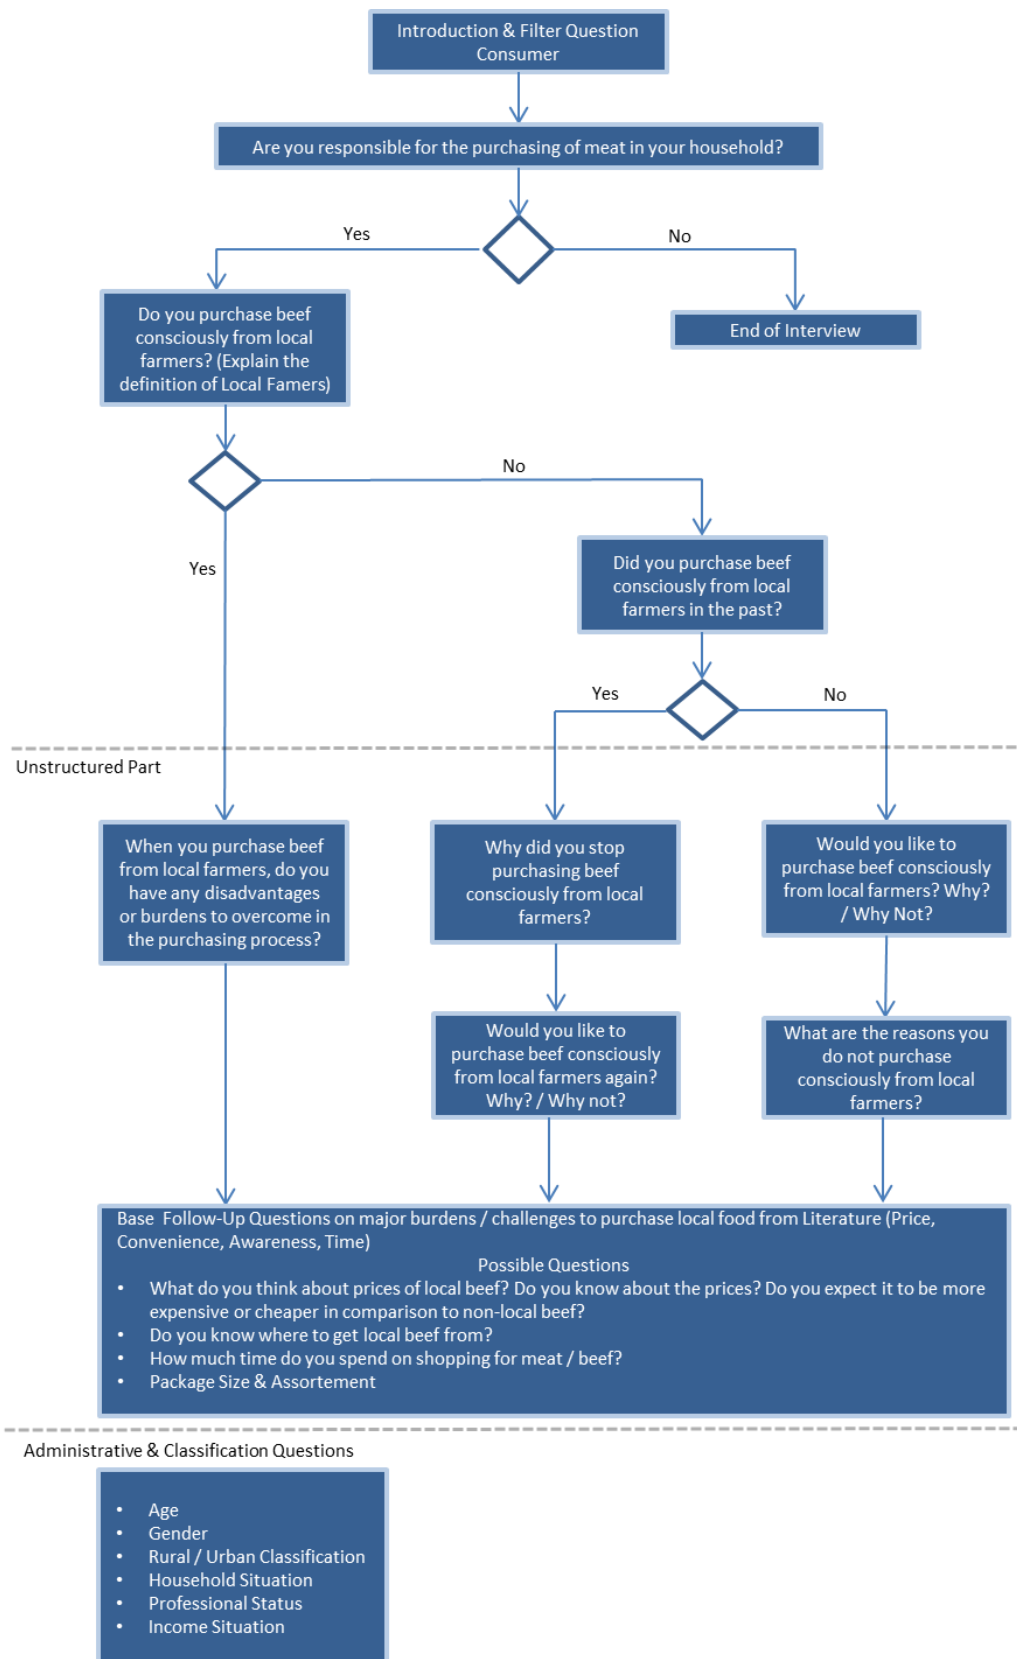 Introduction & Filter Question
Consumer
Are you responsible for the purchasing of meat in your household?
Yes
No
Do you purchase beef
consciously from local
farmers? (Explain the
definition of Local Famers)
End of Interview
No
Yes
Did you purchase beef
consciously from local
farmers in the past?
Yes
No
Unstructured Part
When you purchase beef
from local farmers, do you
have any disadvantages
or burdens to overcome in
the purchasing process?
Why did you stop
purchasing beef
consciously from local
farmers?
Would you like to
purchase beef consciously
from local farmers? Why?
/ Why Not?
Would you like to
purchase beef consciously
from local farmers again?
Why? / Why not?
What are the reasons you
do not purchase
consciously from local
farmers?
Base Follow-Up Questions on major burdens / challenges to purchase local food from Literature (Price,
Convenience, Awareness, Time)
Possible Questions
• What do you think about prices of local beef? Do you know about the prices? Do you expect it to be more
expensive or cheaper in comparison to non-local beef?
• Do you know where to get local beef from?
• How much time do you spend on shopping for meat / beef?
• Package Size & Assortement
Administrative & Classification Questions
• Age
• Gender
• Rural / Urban Classification
• Household Situation
• Professional Status
• Income Situation